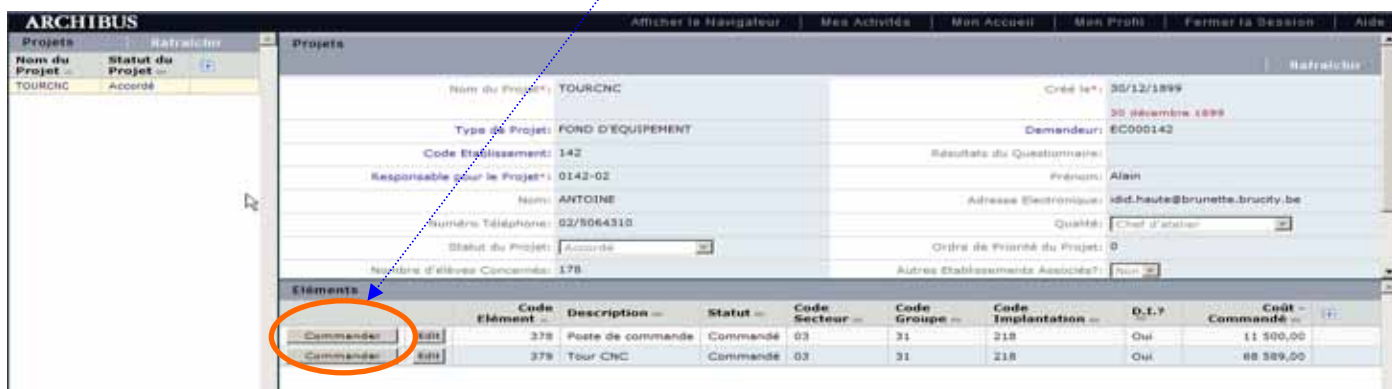 ARCHIBUS Afficher le Navigateur | Mes Activités | Mon Accueil | Mon Profil | Fermer la Session | Aide
Projets | Rafraîchir
Nom du Projet Statut du Projet
TOURCNC Accordé
Projets
| Rafraîchir
Nom du Projet*: TOURCNC Créé le*: 30/12/1899
30 décembre 1899
Type de Projet: FOND D'EQUIPEMENT Demandeur: EC000142
Code Etablissement: 142 Résultats du Questionnaire:
Responsable pour le Projet*: 0142-02 Prénom: Alain
Nom: ANTOINE Adresse Electronique: idid.haute@brunette.brucity.be
Numéro Téléphone: 02/5064310 Qualité: Chef d'atelier
Statut du Projet: Accordé Ordre de Priorité du Projet: 0
Nombre d'élèves Concernés: 178 Autres Etablissements Associés?: Non
Eléments
Code Elément Description Statut Code Secteur Code Groupe Code Implantation D.I.? Coût Commandé
Commander Edit 378 Poste de commande Commandé 03 31 218 Oui 11 500,00
Commander Edit 379 Tour CNC Commandé 03 31 218 Oui 68 589,00